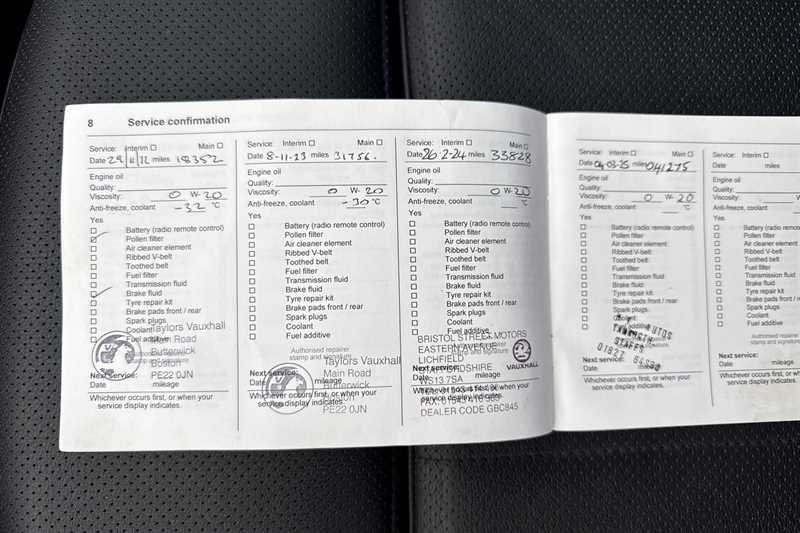 8 Service confirmation
Service: Interim Main
Date 29 11 22 miles 18352
Engine oil
Quality:
Viscosity: 0 W- 20
Anti-freeze, coolant -32 °C
Yes
Battery (radio remote control)
Pollen filter
Air cleaner element
Ribbed V-belt
Toothed belt
Fuel filter
Transmission fluid
Brake fluid
Tyre repair kit
Brake pads front / rear
Spark plugs
Coolant
Fuel additive
Taylors Vauxhall
Main Road
Butterwick
Boston
PE22 0JN
Next service:
Date mileage
Whichever occurs first, or when your
service display indicates.
Service: Interim Main
Date 8-11-23 miles 31756.
Engine oil
Quality:
Viscosity: 0 W- 20
Anti-freeze, coolant -30 °C
Yes
Battery (radio remote control)
Pollen filter
Air cleaner element
Ribbed V-belt
Toothed belt
Fuel filter
Transmission fluid
Brake fluid
Tyre repair kit
Brake pads front / rear
Spark plugs
Coolant
Fuel additive
Authorised repairer
stamp and signature
Taylors Vauxhall
Main Road
Butterwick
PE22 0JN
Next service:
Date mileage
Whichever occurs first, or when your
service display indicates.
Service: Interim Main
Date 26 2-24 miles 33828
Engine oil
Quality:
Viscosity: 0 W- 20
Anti-freeze, coolant °C
Yes
Battery (radio remote control)
Pollen filter
Air cleaner element
Ribbed V-belt
Toothed belt
Fuel filter
Transmission fluid
Brake fluid
Tyre repair kit
Brake pads front / rear
Spark plugs
Coolant
Fuel additive
BRISTOL STREET MOTORS
EASTERN AVENUE
LICHFIELD
WS13 7SA
DEALER CODE GBC845
VAUXHALL
Next service:
Date mileage
Whichever occurs first, or when your
service display indicates.
Service: Interim Main
Date 04-03-25 miles 041275
Engine oil
Quality:
Viscosity: 0 W- 20
Anti-freeze, coolant °C
Yes
Battery (radio remote control)
Pollen filter
Air cleaner element
Ribbed V-belt
Toothed belt
Fuel filter
Transmission fluid
Brake fluid
Tyre repair kit
Brake pads front / rear
Spark plugs
Coolant
Fuel additive
AUTOS
TAMWORTH
STAFFS
01827
Next service:
Date mileage
Whichever occurs first, or when your
service display indicates.
Service: Interim
Date miles
Engine oil
Quality:
Viscosity:
Anti-freeze, coolant
Yes
Battery (radio
Pollen filter
Air cleaner
Ribbed V-belt
Toothed belt
Fuel filter
Transmission
Brake fluid
Tyre repair kit
Brake pads
Spark plugs
Coolant
Fuel additive
Next service:
Date
Whichever occurs first
service display